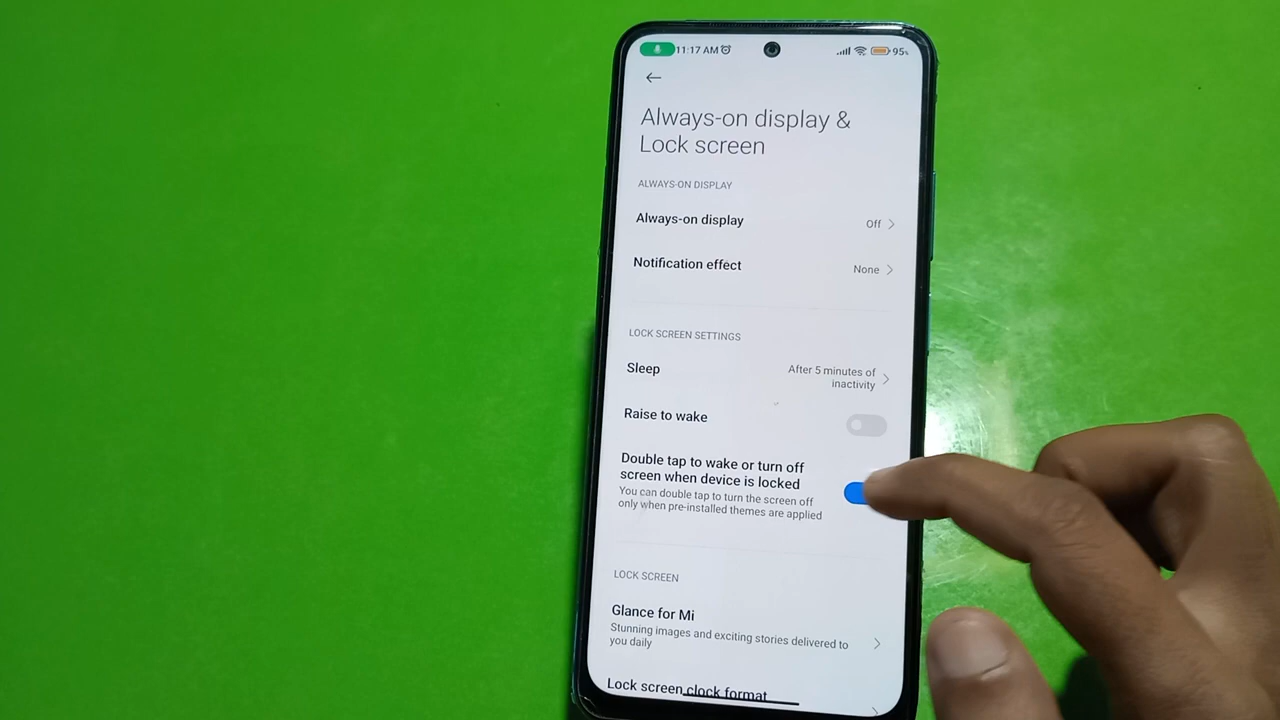 11:17 AM
95%
Always-on display &
Lock screen
ALWAYS-ON DISPLAY
Always-on display
Off
Notification effect
None
LOCK SCREEN SETTINGS
Sleep
After 5 minutes of
inactivity
Raise to wake
Double tap to wake or turn off
screen when device is locked
You can double tap to turn the screen off
only when pre-installed themes are applied
LOCK SCREEN
Glance for Mi
Stunning images and exciting stories delivered to
you daily
Lock screen clock format